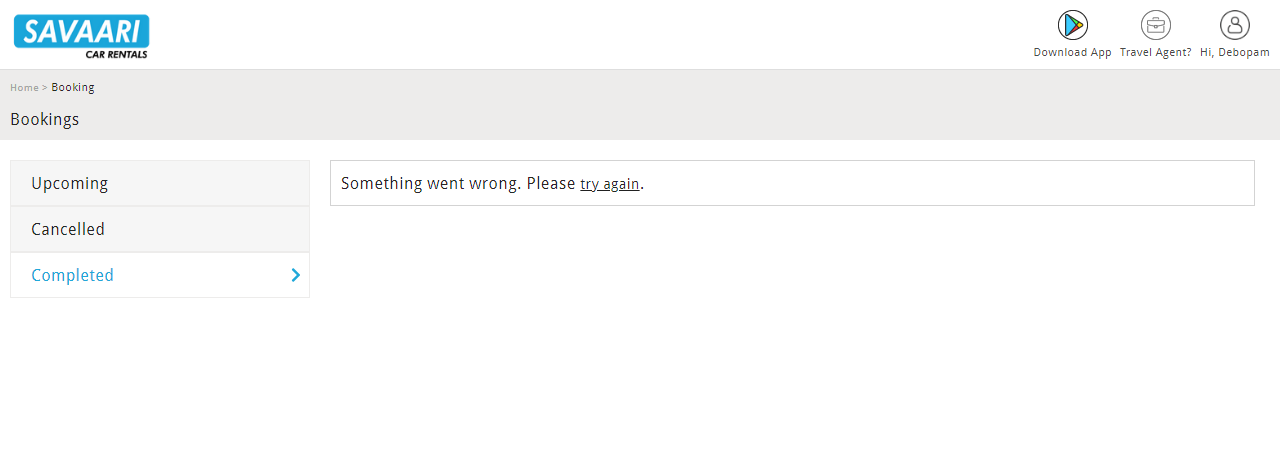 SAVAARI
CAR RENTALS
Download App
Travel Agent?
Hi, Debopam
Home > Booking
Bookings
Upcoming
Cancelled
Completed
Something went wrong. Please try again.